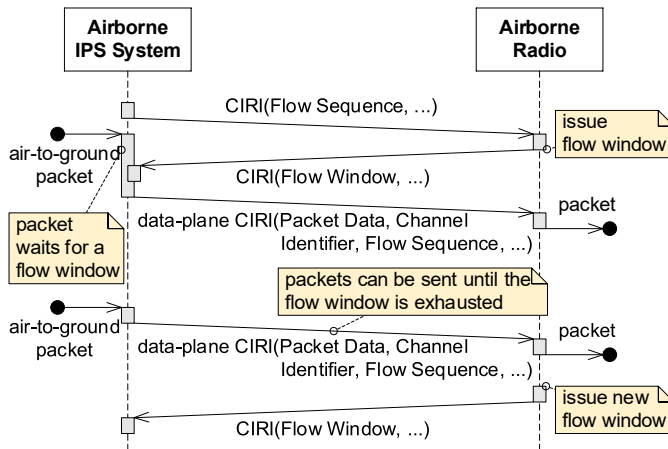 Airborne
IPS System
Airborne
Radio
CIRI(Flow Sequence, ...)
issue
flow window
air-to-ground
packet
CIRI(Flow Window, ...)
packet
waits for a
flow window
data-plane CIRI(Packet Data, Channel
Identifier, Flow Sequence, ...)
packet
packets can be sent until the
flow window is exhausted
air-to-ground
packet
data-plane CIRI(Packet Data, Channel
Identifier, Flow Sequence, ...)
packet
issue new
flow window
CIRI(Flow Window, ...)